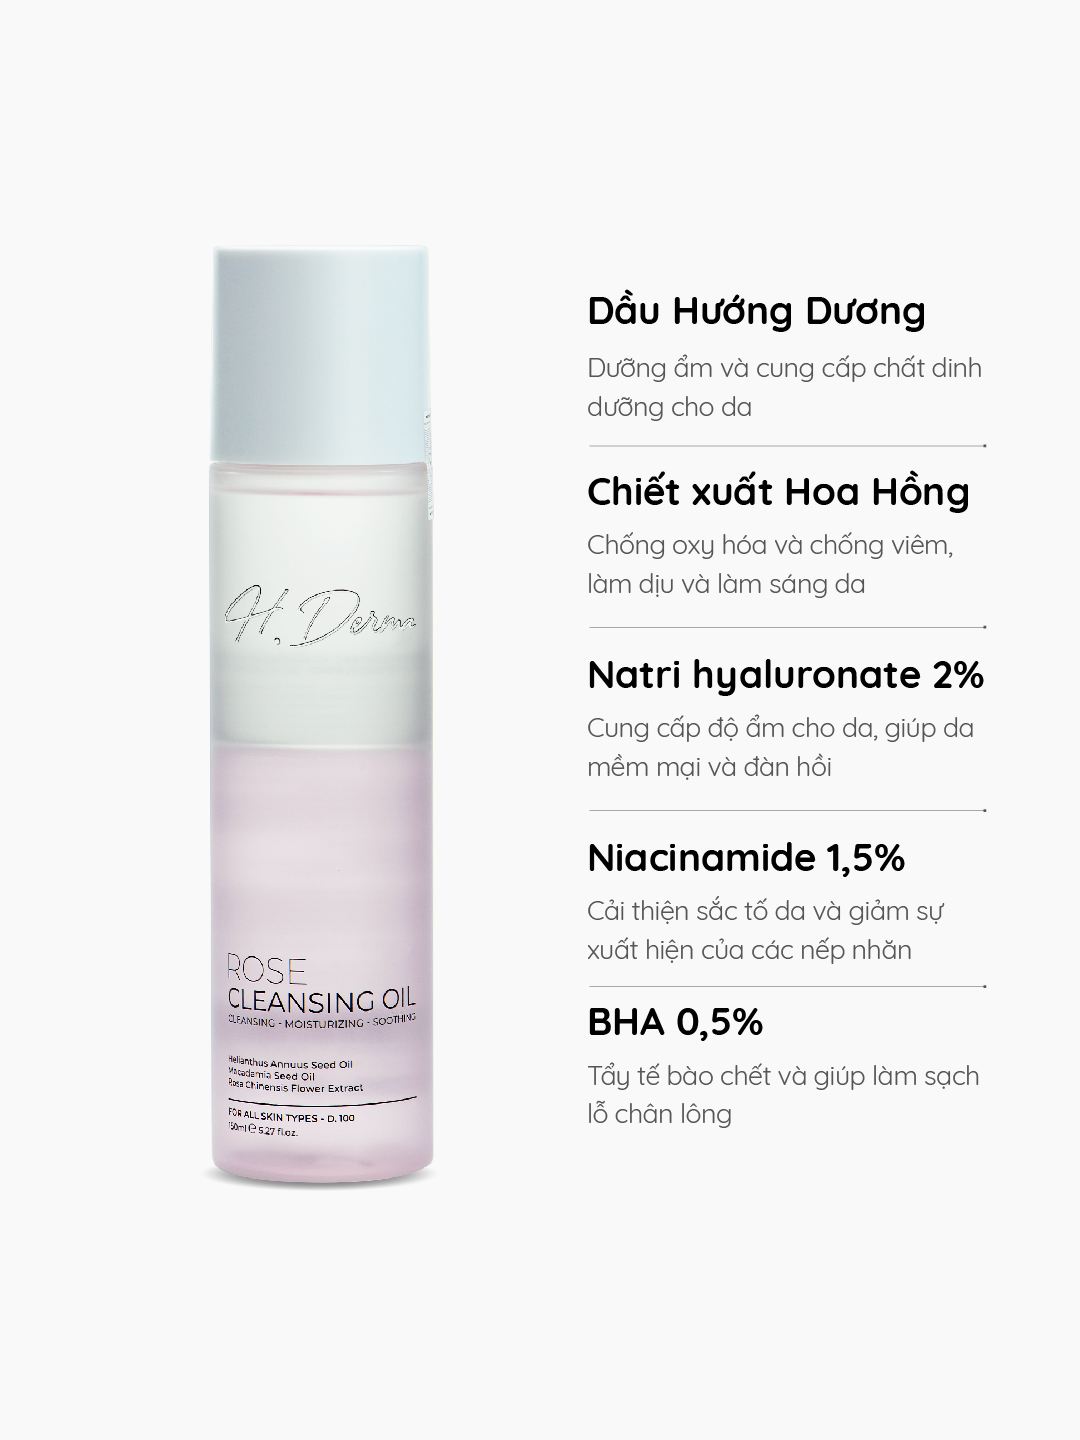 H. Derma
ROSE
CLEANSING OIL
CLEANSING - MOISTURIZING - SOOTHING
Helianthus Annuus Seed Oil
Macadamia Seed Oil
Rosa Chinensis Flower Extract
FOR ALL SKIN TYPES - D. 100
150ml ℮ 5.27 fl.oz.
Dầu Hướng Dương
Dưỡng ẩm và cung cấp chất dinh
dưỡng cho da
Chiết xuất Hoa Hồng
Chống oxy hóa và chống viêm,
làm dịu và làm sáng da
Natri hyaluronate 2%
Cung cấp độ ẩm cho da, giúp da
mềm mại và đàn hồi
Niacinamide 1,5%
Cải thiện sắc tố da và giảm sự
xuất hiện của các nếp nhăn
BHA 0,5%
Tẩy tế bào chết và giúp làm sạch
lỗ chân lông